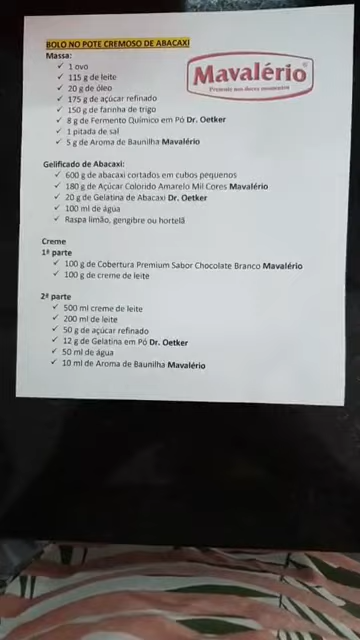 BOLO NO POTE CREMOSO DE ABACAXI
Massa:
✓ 1 ovo
✓ 115 g de leite
✓ 20 g de óleo
✓ 175 g de açúcar refinado
✓ 150 g de farinha de trigo
✓ 8 g de Fermento Químico em Pó Dr. Oetker
✓ 1 pitada de sal
✓ 5 g de Aroma de Baunilha Mavalério
Mavalério®
Presente nos doces momentos
Gelificado de Abacaxi:
✓ 600 g de abacaxi cortados em cubos pequenos
✓ 180 g de Açúcar Colorido Amarelo Mil Cores Mavalério
✓ 20 g de Gelatina de Abacaxi Dr. Oetker
✓ 100 ml de água
✓ Raspa limão, gengibre ou hortelã
Creme
1ª parte
✓ 100 g de Cobertura Premium Sabor Chocolate Branco Mavalério
✓ 100 g de creme de leite
2ª parte
✓ 500 ml creme de leite
✓ 200 ml de leite
✓ 50 g de açúcar refinado
✓ 12 g de Gelatina em Pó Dr. Oetker
✓ 50 ml de água
✓ 10 ml de Aroma de Baunilha Mavalério